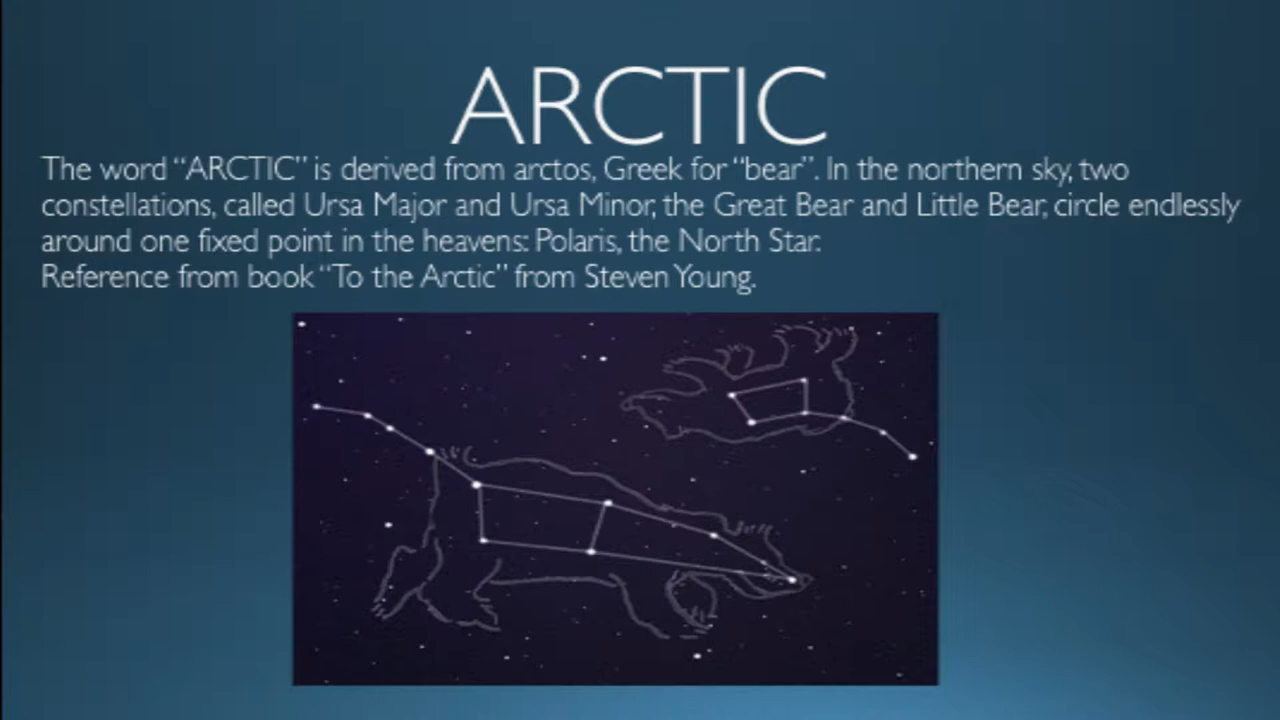 ARCTIC
The word “ARCTIC” is derived from arctos, Greek for “bear”. In the northern sky, two
constellations, called Ursa Major and Ursa Minor, the Great Bear and Little Bear, circle endlessly
around one fixed point in the heavens: Polaris, the North Star.
Reference from book “To the Arctic” from Steven Young.